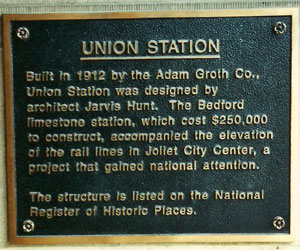 UNION STATION
Built in 1912 by the Adam Groth Co.,
Union Station was designed by
architect Jarvis Hunt. The Bedford
limestone station, which cost $250,000
to construct, accompanied the elevation
of the rail lines in Joliet City Center, a
project that gained national attention.
The structure is listed on the National
Register of Historic Places.